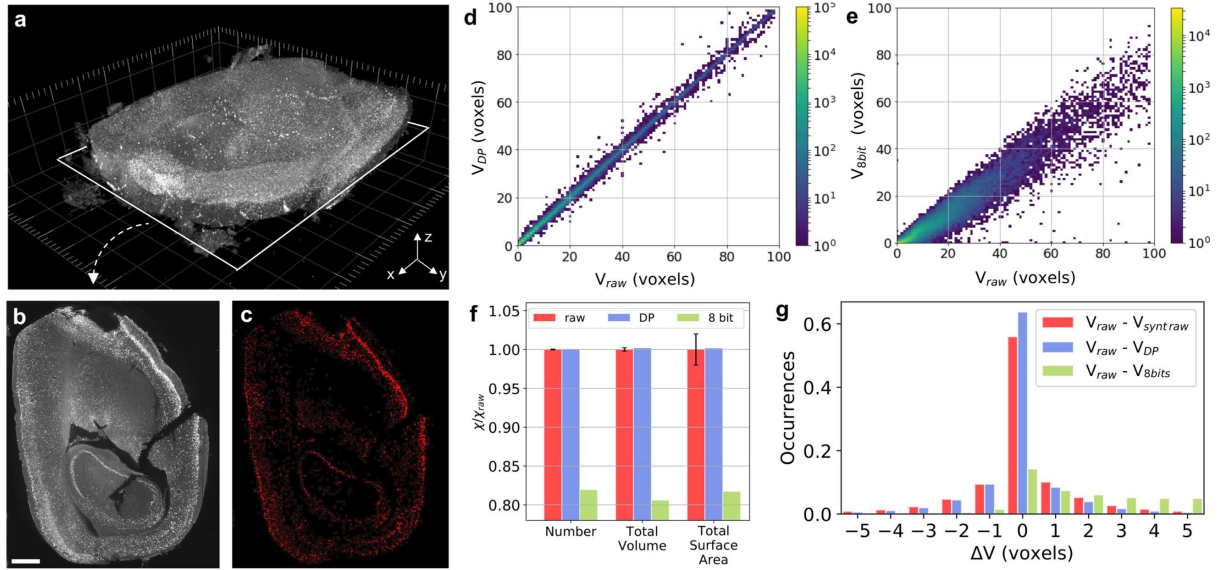 a
z
x
y
b
c
d
V_DP (voxels)
100
80
60
40
20
0
0 20 40 60 80 100
V_raw (voxels)
10^5
10^4
10^3
10^2
10^1
10^0
e
V_8bit (voxels)
100
80
60
40
20
0
0 20 40 60 80 100
V_raw (voxels)
10^4
10^3
10^2
10^1
10^0
f
raw DP 8 bit
χ/χ_raw
1.05
1.00
0.95
0.90
0.85
0.80
Number
Total
Volume
Total
Surface
Area
g
V_raw - V_synt raw
V_raw - V_DP
V_raw - V_8bits
Occurrences
0.6
0.4
0.2
0.0
−5 −4 −3 −2 −1 0 1 2 3 4 5
ΔV (voxels)